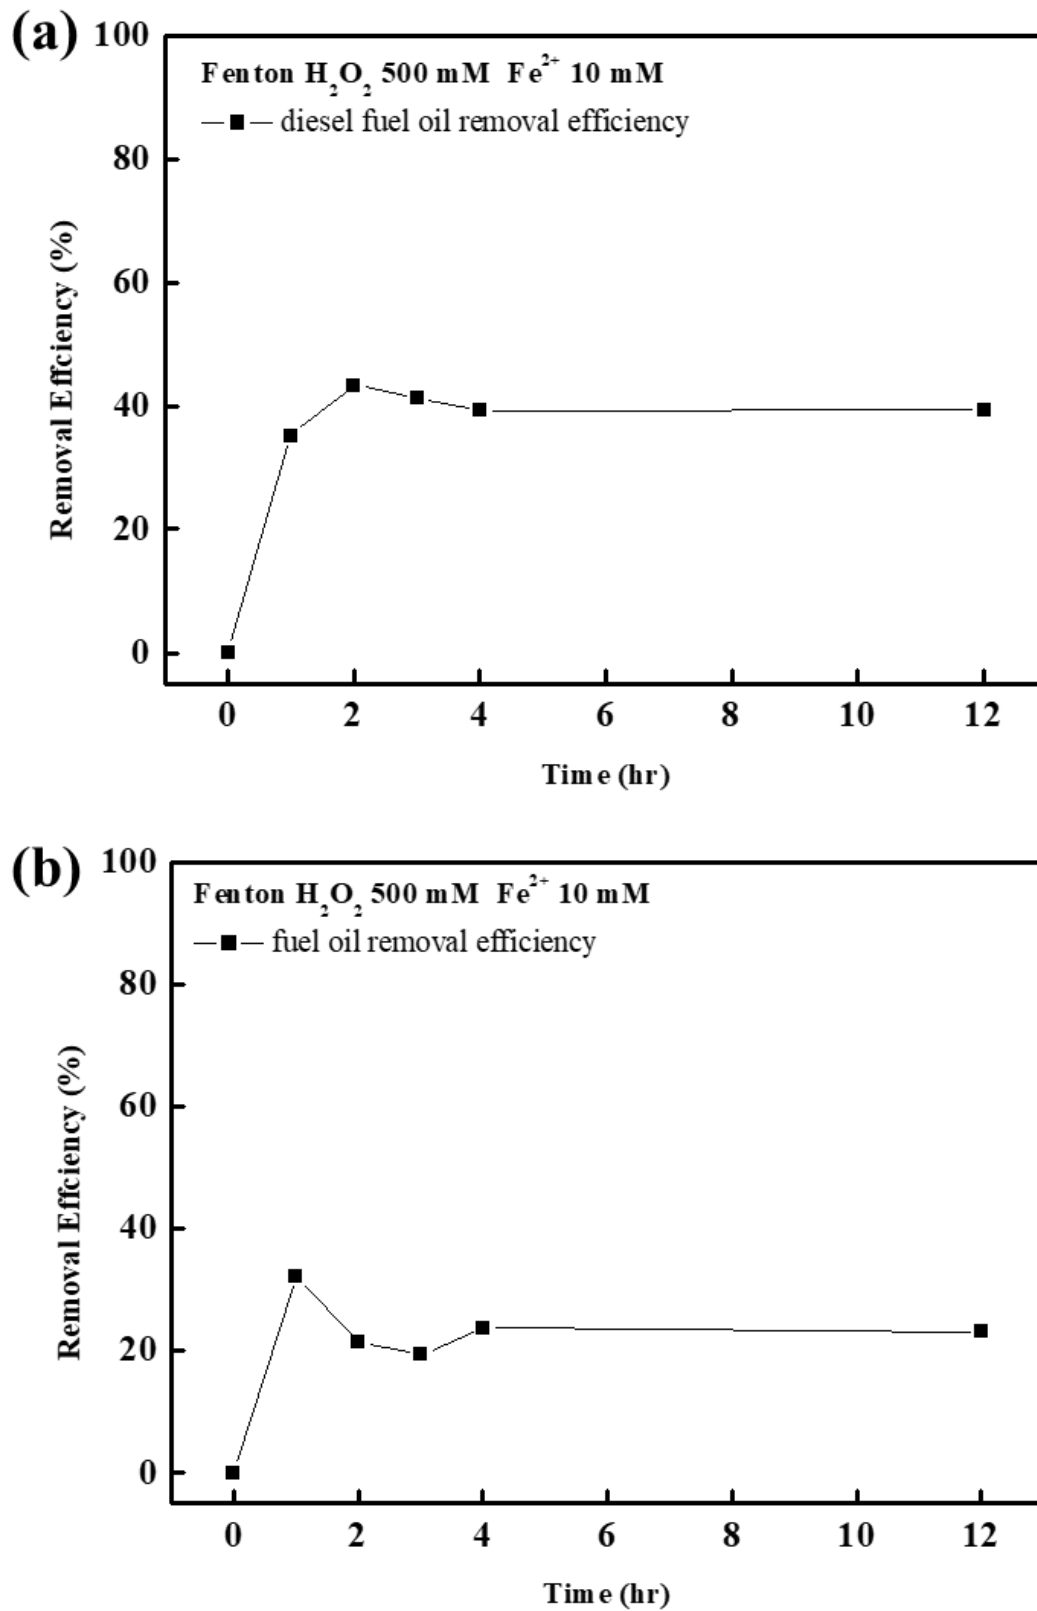 (a)
Fenton H₂O₂ 500 mM Fe²⁺ 10 mM
diesel fuel oil removal efficiency
100
80
60
40
20
0
Removal Effciency (%)
0 2 4 6 8 10 12
Time (hr)
(b)
Fenton H₂O₂ 500 mM Fe²⁺ 10 mM
fuel oil removal efficiency
100
80
60
40
20
0
Removal Effciency (%)
0 2 4 6 8 10 12
Time (hr)